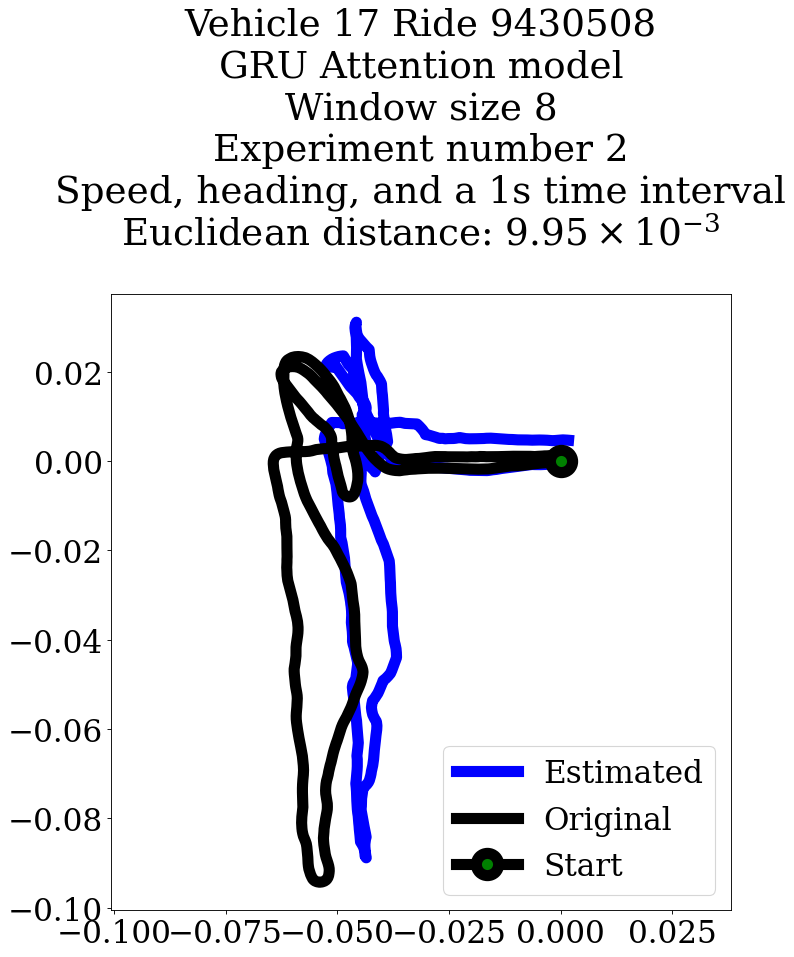 Vehicle 17 Ride 9430508
GRU Attention model
Window size 8
Experiment number 2
Speed, heading, and a 1s time interval
Euclidean distance: 9.95 × 10⁻³
0.02
0.00
−0.02
−0.04
−0.06
−0.08
−0.10
Estimated
Original
Start
−0.100 −0.075 −0.050 −0.025 0.000 0.025